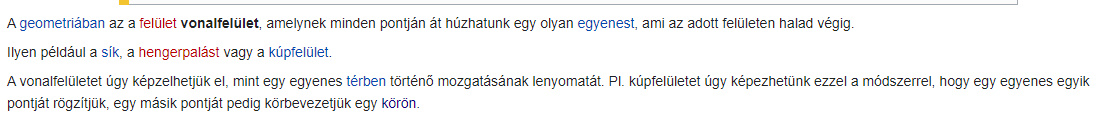 A geometriában az a felület vonalfelület, amelynek minden pontján át húzhatunk egy olyan egyenest, ami az adott felületen halad végig.
Ilyen például a sík, a hengerpalást vagy a kúpfelület.
A vonalfelületet úgy képzelhetjük el, mint egy egyenes térben történő mozgatásának lenyomatát. Pl. kúpfelületet úgy képezhetünk ezzel a módszerrel, hogy egy egyenes egyik
pontját rögzítjük, egy másik pontját pedig körbevezetjük egy körön.